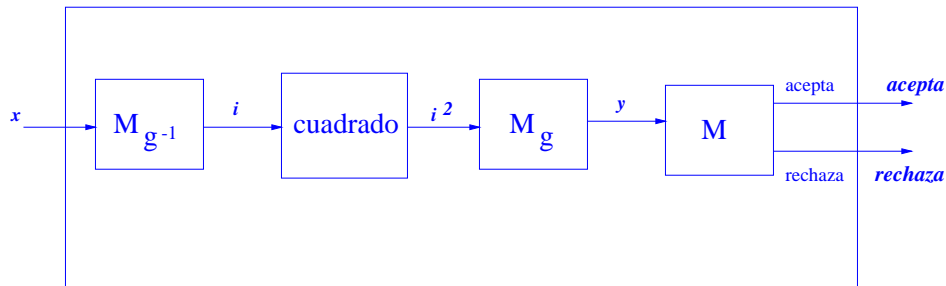 x
M g -1
i
cuadrado
i 2
M g
y
M
acepta
rechaza
acepta
rechaza